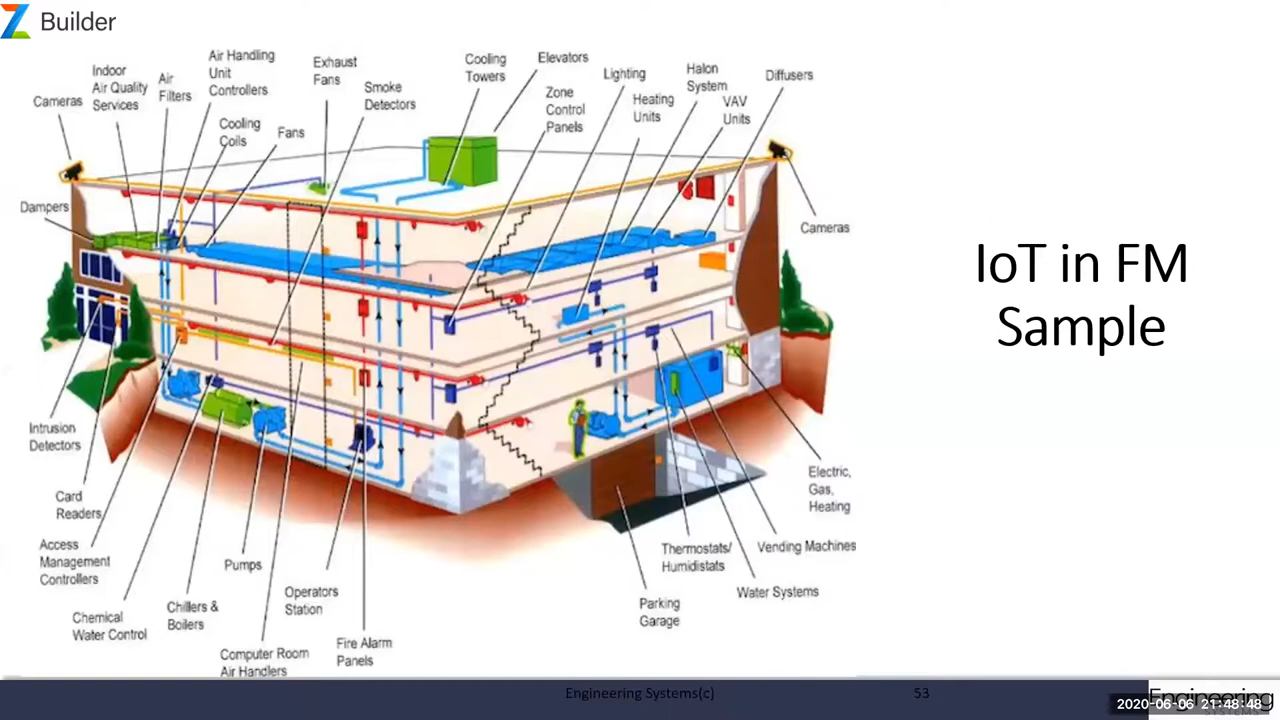 Builder
Cameras
Indoor
Air Quality
Services
Air
Filters
Air Handling
Unit
Controllers
Cooling
Coils
Fans
Exhaust
Fans
Smoke
Detectors
Cooling
Towers
Elevators
Zone
Control
Panels
Lighting
Heating
Units
Halon
System
VAV
Units
Diffusers
Dampers
Cameras
IoT in FM
Sample
Intrusion
Detectors
Card
Readers
Access
Management
Controllers
Chemical
Water Control
Chillers &
Boilers
Pumps
Computer Room
Air Handlers
Operators
Station
Fire Alarm
Panels
Parking
Garage
Thermostats/
Humidistats
Water Systems
Vending Machines
Electric,
Gas,
Heating
Engineering Systems(c)
53
Engineering
SYSTEMS
2020-06-06 21:48:48